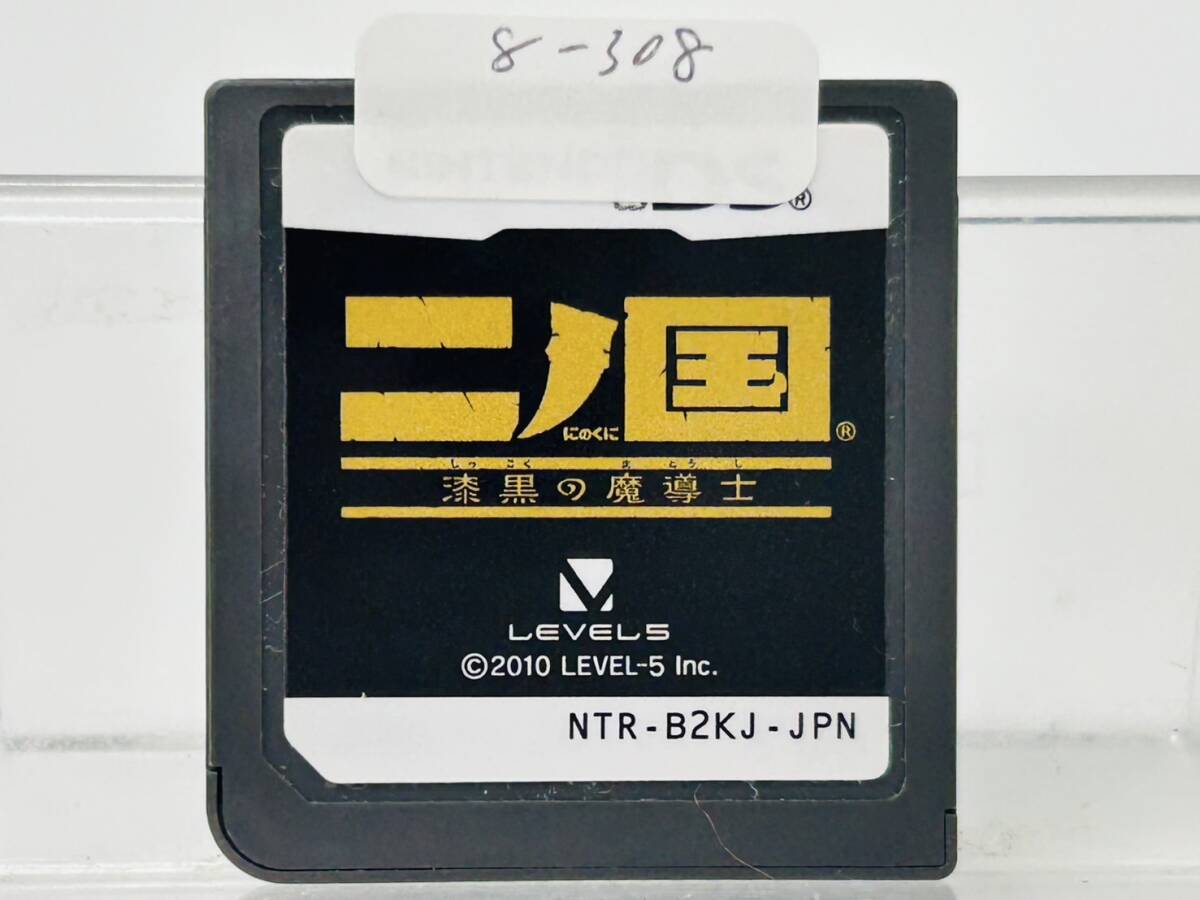 8-308
®
二ノ国®
にのくに
しっこく まとうし
漆黒の魔導士
LEVEL5
©2010 LEVEL-5 Inc.
NTR-B2KJ-JPN